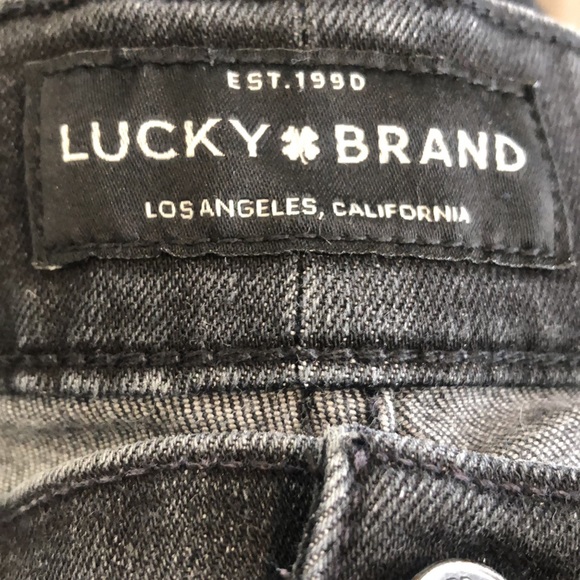 EST.1990
LUCKY BRAND
LOS ANGELES, CALIFORNIA